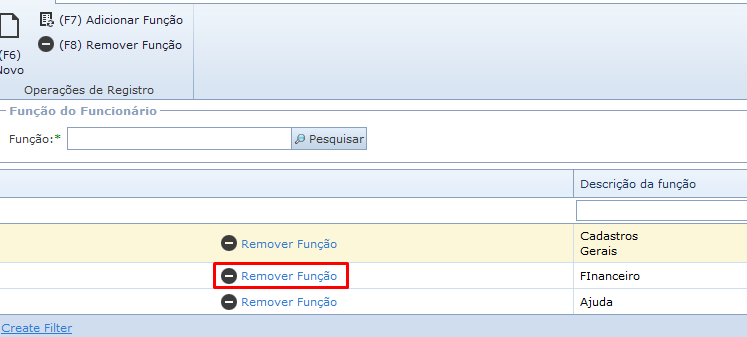 (F7) Adicionar Função
(F8) Remover Função
(F6)
Novo
Operações de Registro
Função do Funcionário
Função:* Pesquisar
Descrição da função
Remover Função Cadastros
Gerais
Remover Função FInanceiro
Remover Função Ajuda
Create Filter